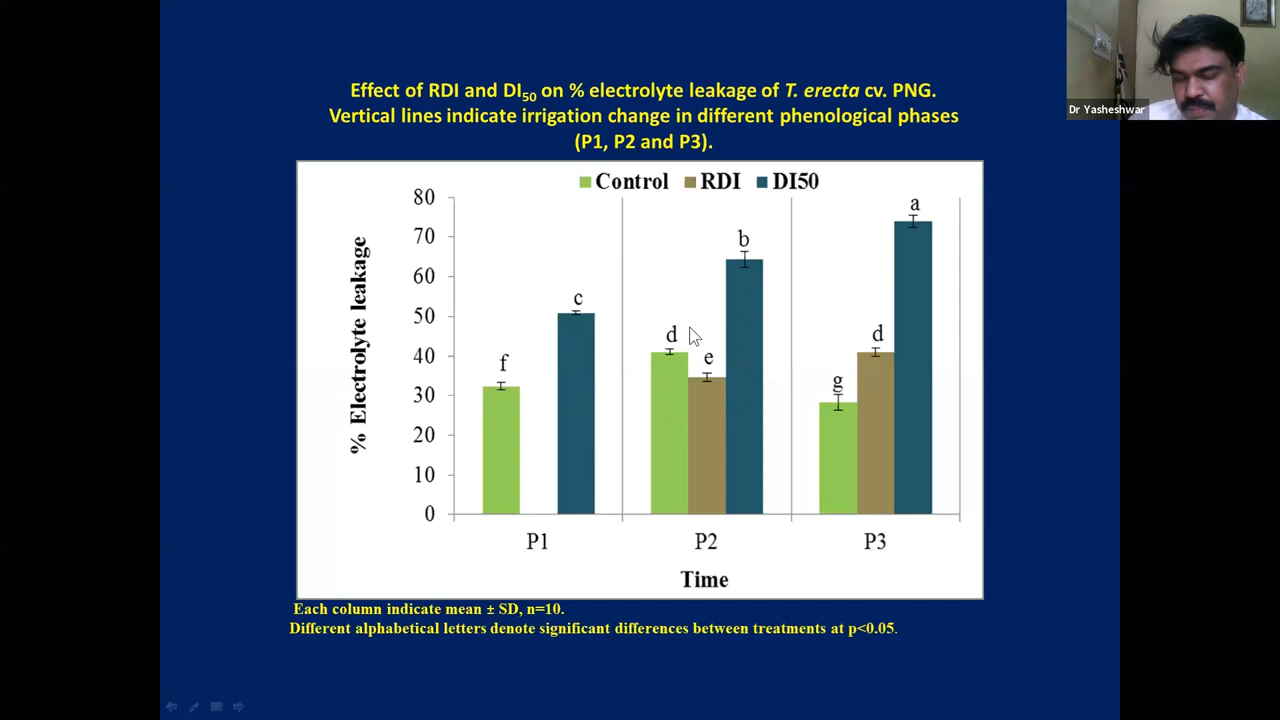 Effect of RDI and DI50 on % electrolyte leakage of T. erecta cv. PNG.
Vertical lines indicate irrigation change in different phenological phases
(P1, P2 and P3).
Dr Yasheshwar
Control RDI DI50
80
70
60
50
40
30
20
10
0
% Electrolyte leakage
f
c
d
e
b
g
d
a
P1 P2 P3
Time
Each column indicate mean ± SD, n=10.
Different alphabetical letters denote significant differences between treatments at p<0.05.